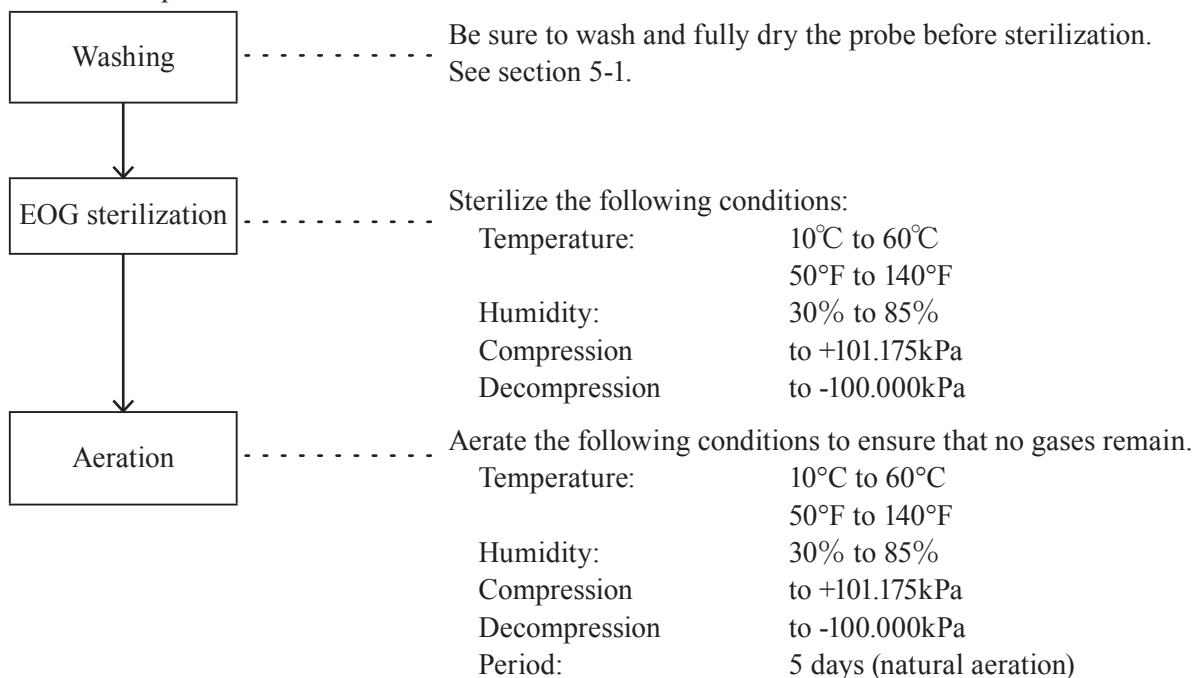 Washing
Be sure to wash and fully dry the probe before sterilization.
See section 5-1.
EOG sterilization
Sterilize the following conditions:
Temperature: 10℃ to 60℃
50°F to 140°F
Humidity: 30% to 85%
Compression to +101.175kPa
Decompression to -100.000kPa
Aeration
Aerate the following conditions to ensure that no gases remain.
Temperature: 10°C to 60°C
50°F to 140°F
Humidity: 30% to 85%
Compression to +101.175kPa
Decompression to -100.000kPa
Period: 5 days (natural aeration)